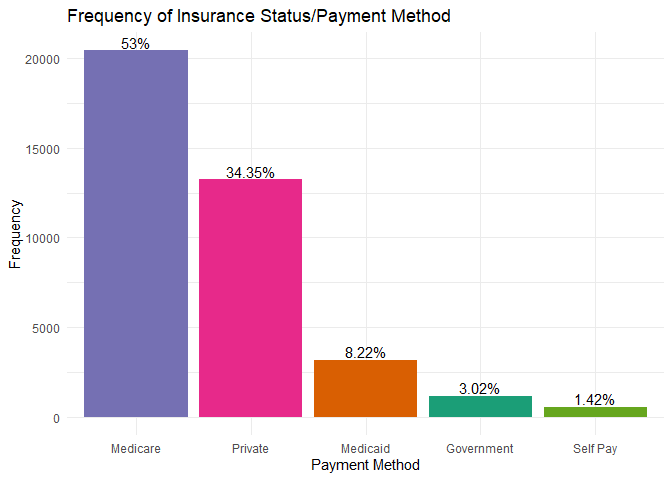 Frequency of Insurance Status/Payment Method
53%
20000
34.35%
15000
Frequency
10000
5000
8.22%
3.02%
1.42%
0
Medicare Private Medicaid Government Self Pay
Payment Method